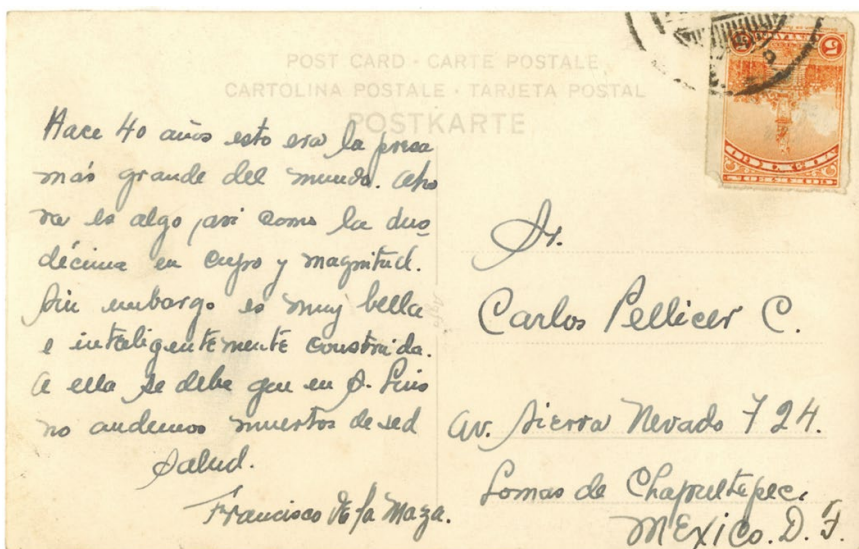 POST CARD · CARTE POSTALE
CARTOLINA POSTALE · TARJETA POSTAL
POSTKARTE
Hace 40 años esto era la presa
más grande del mundo. Aho
ra es algo así como la duo
décima en cupo y magnitud.
Sin embargo es muy bella
e inteligentemente construida.
A ella se debe que en S. Luis
no andemos muertos de sed
Salud.
Francisco de la Maza.
Sr.
Carlos Pellicer C.
Av. Sierra Nevada 724.
Lomas de Chapultepec.
MExico. D. F.